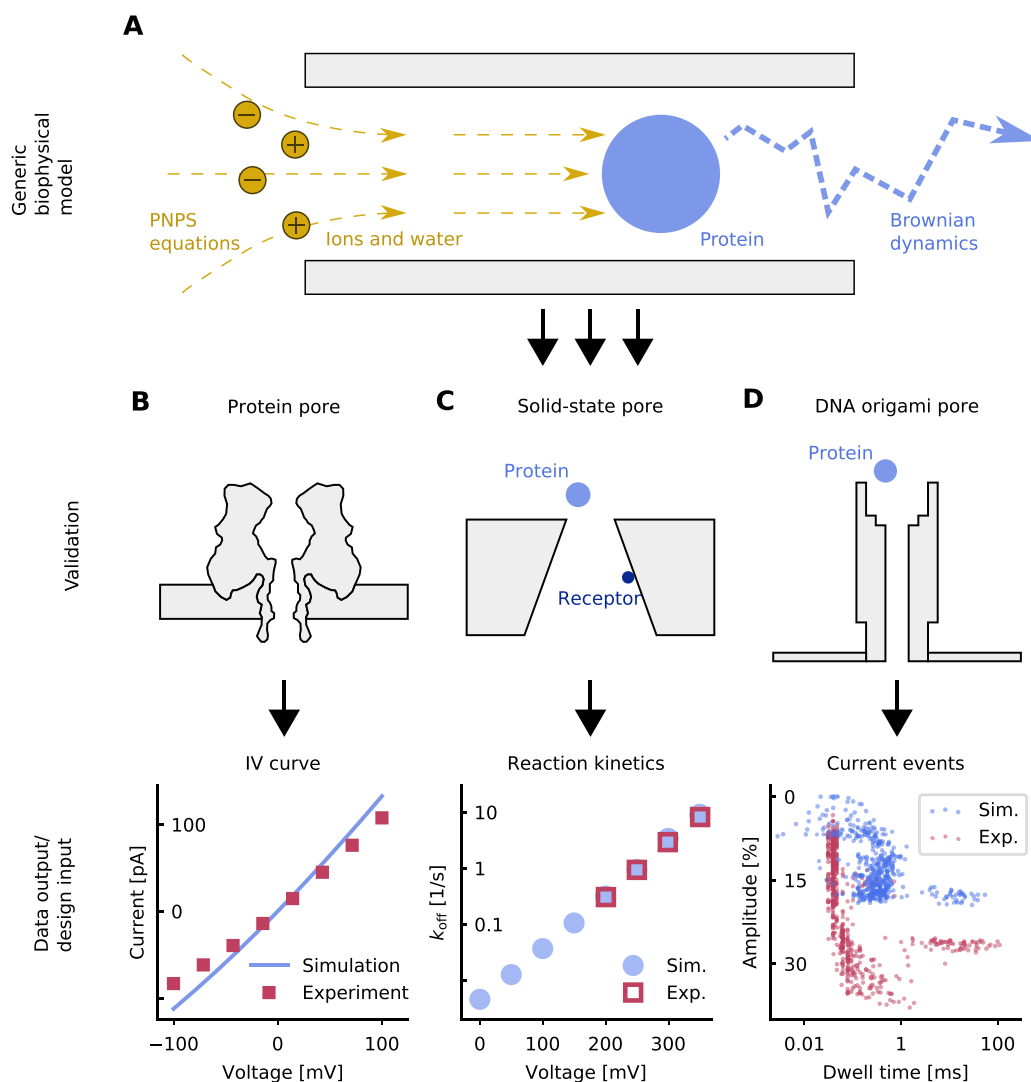 A
Generic
biophysical
model
PNPS
equations
Ions and water
Protein
Brownian
dynamics
Validation
B
Protein pore
C
Solid-state pore
Protein
Receptor
D
DNA origami pore
Protein
Data output/
design input
IV curve
Current [pA]
100
0
Simulation
Experiment
−100
0
100
Voltage [mV]
Reaction kinetics
koff [1/s]
10
1
0.1
Sim.
Exp.
0
100
200
300
Voltage [mV]
Current events
Amplitude [%]
0
15
30
Sim.
Exp.
0.01
1
100
Dwell time [ms]